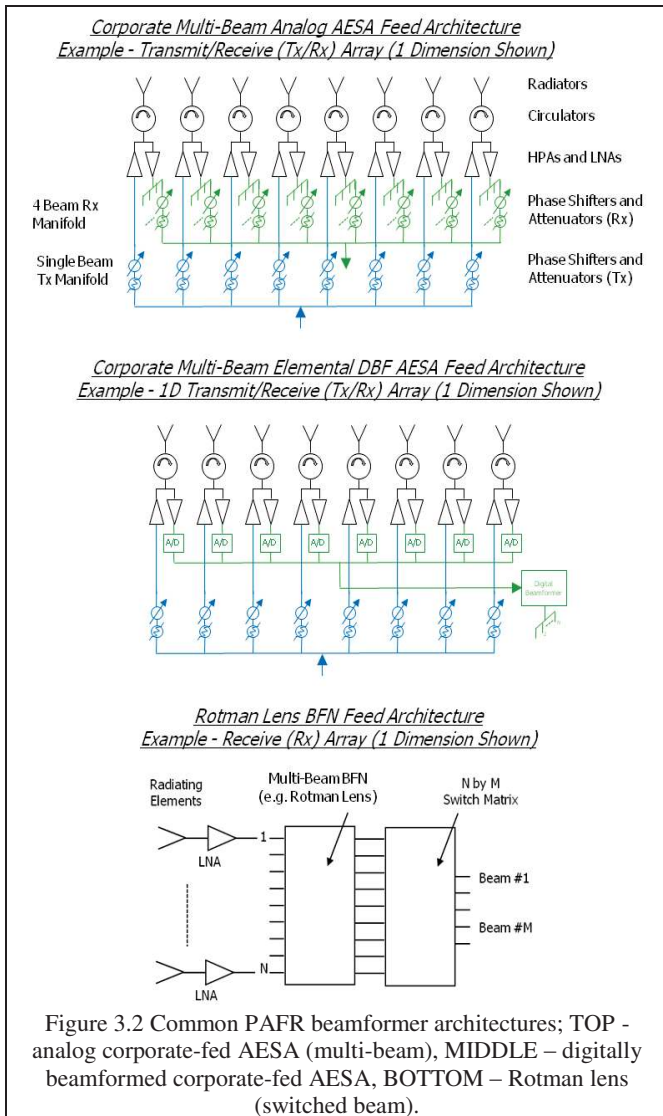 Corporate Multi-Beam Analog AESA Feed Architecture
Example - Transmit/Receive (Tx/Rx) Array (1 Dimension Shown)
Radiators
Circulators
HPAs and LNAs
4 Beam Rx
Manifold
Phase Shifters and
Attenuators (Rx)
Single Beam
Tx Manifold
Phase Shifters and
Attenuators (Tx)
Corporate Multi-Beam Elemental DBF AESA Feed Architecture
Example - 1D Transmit/Receive (Tx/Rx) Array (1 Dimension Shown)
A/D A/D A/D A/D A/D A/D A/D A/D
Digital
Beamformer
Rotman Lens BFN Feed Architecture
Example - Receive (Rx) Array (1 Dimension Shown)
Radiating
Elements
Multi-Beam BFN
(e.g. Rotman Lens)
N by M
Switch Matrix
1
LNA
Beam #1
Beam #M
N
LNA
Figure 3.2 Common PAFR beamformer architectures; TOP -
analog corporate-fed AESA (multi-beam), MIDDLE – digitally
beamformed corporate-fed AESA, BOTTOM – Rotman lens
(switched beam).